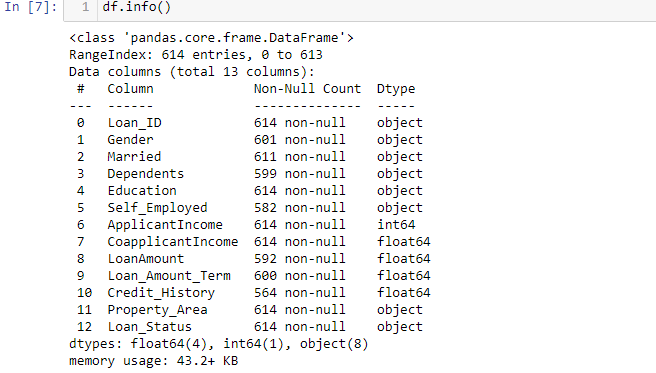 In [7]: 1 df.info()
<class 'pandas.core.frame.DataFrame'>
RangeIndex: 614 entries, 0 to 613
Data columns (total 13 columns):
 #   Column             Non-Null Count  Dtype
---  ------             --------------  -----
 0   Loan_ID            614 non-null    object
 1   Gender             601 non-null    object
 2   Married            611 non-null    object
 3   Dependents         599 non-null    object
 4   Education          614 non-null    object
 5   Self_Employed      582 non-null    object
 6   ApplicantIncome    614 non-null    int64
 7   CoapplicantIncome  614 non-null    float64
 8   LoanAmount         592 non-null    float64
 9   Loan_Amount_Term   600 non-null    float64
 10  Credit_History     564 non-null    float64
 11  Property_Area      614 non-null    object
 12  Loan_Status        614 non-null    object
dtypes: float64(4), int64(1), object(8)
memory usage: 43.2+ KB